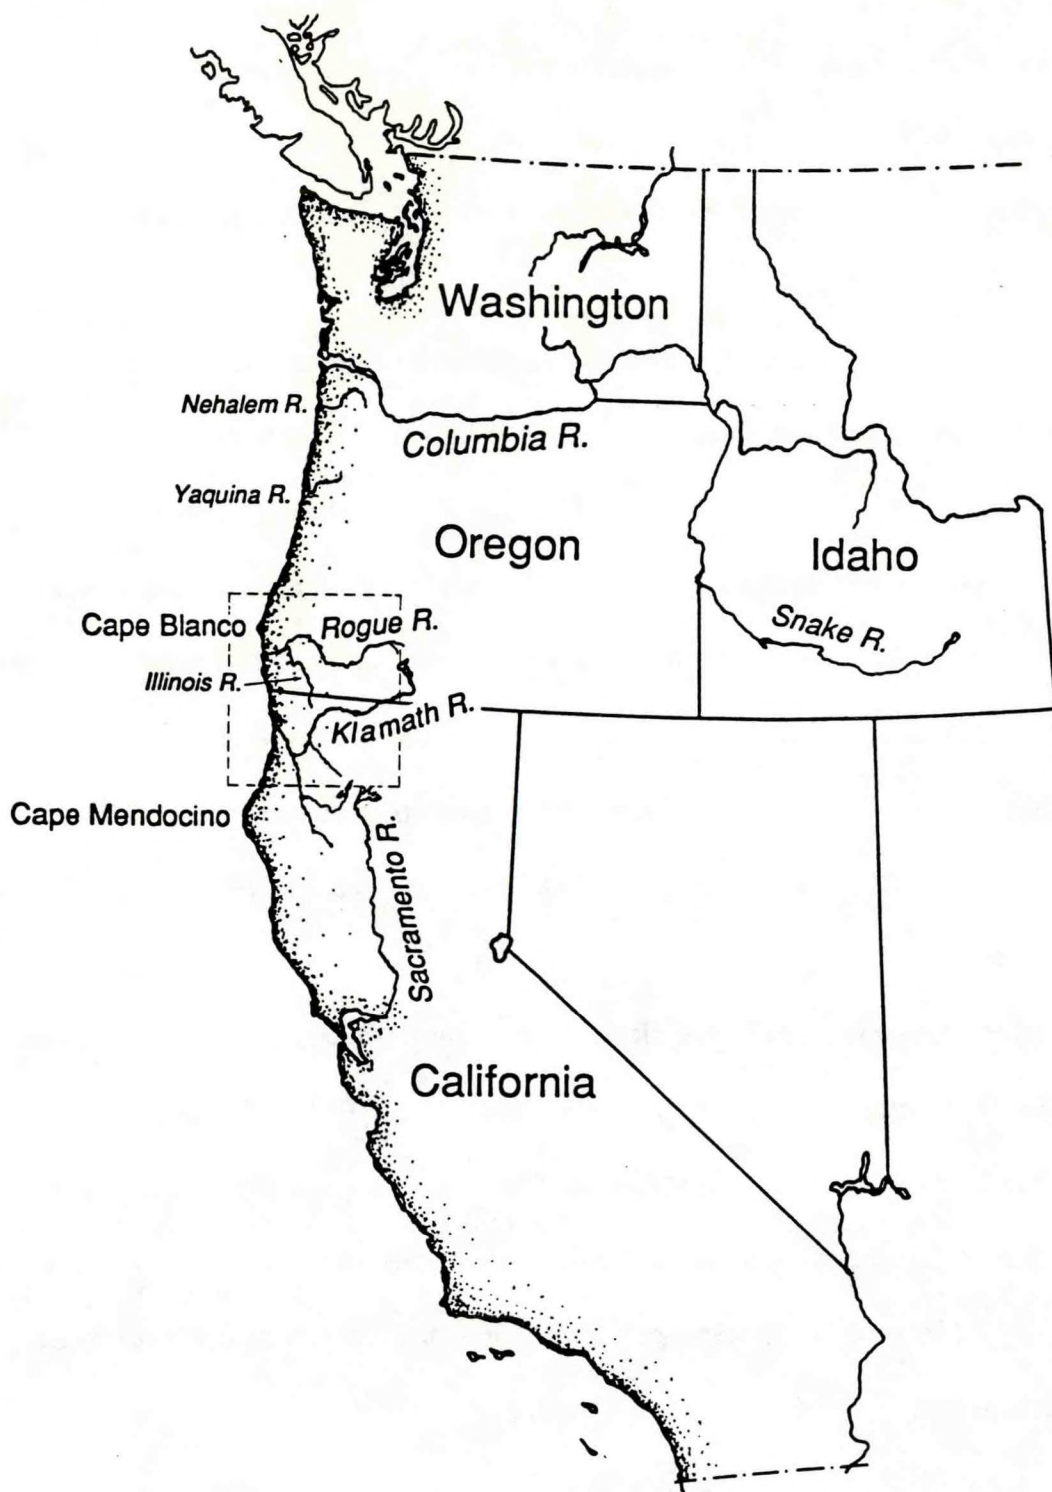 Washington
Nehalem R.
Columbia R.
Yaquina R.
Oregon
Idaho
Cape Blanco
Rogue R.
Snake R.
Illinois R.
Klamath R.
Cape Mendocino
Sacramento R.
California